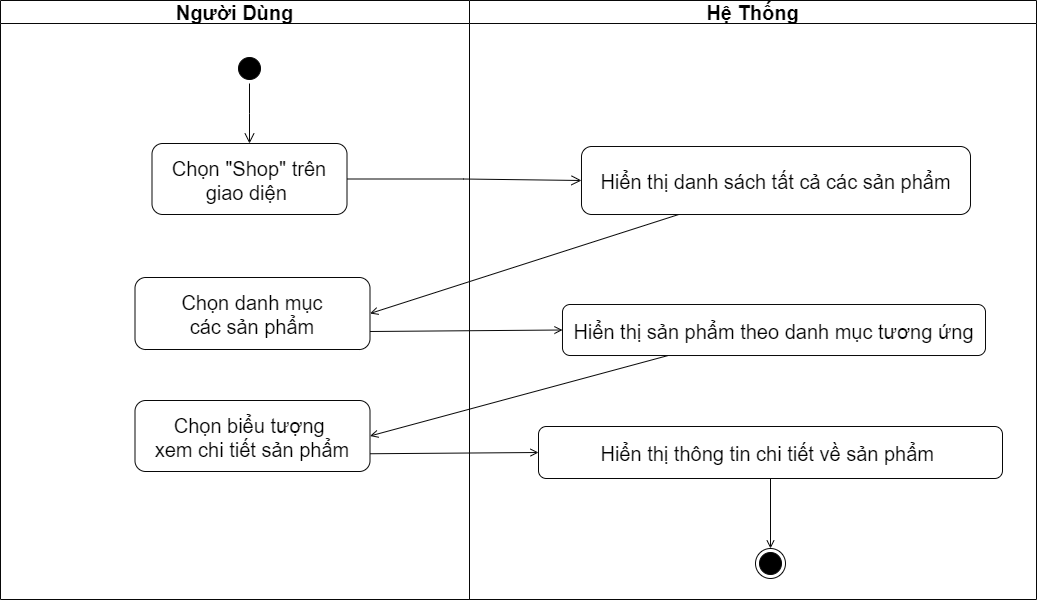 Người Dùng
Hệ Thống
Chọn "Shop" trên
giao diện
Hiển thị danh sách tất cả các sản phẩm
Chọn danh mục
các sản phẩm
Hiển thị sản phẩm theo danh mục tương ứng
Chọn biểu tượng
xem chi tiết sản phẩm
Hiển thị thông tin chi tiết về sản phẩm